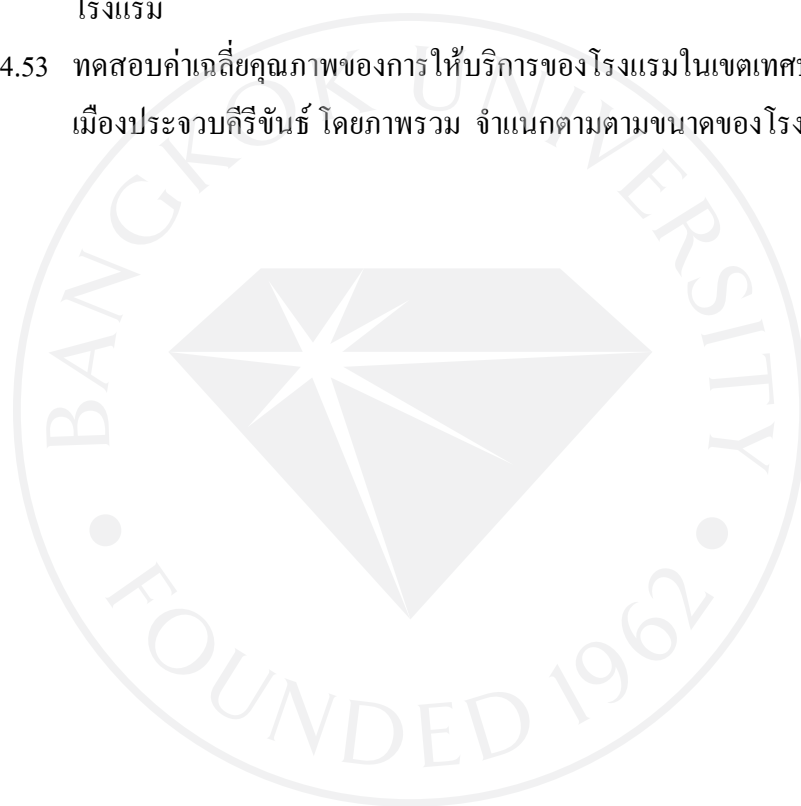 โรงแรม
4.53 ทดสอบค่าเฉลี่ยคุณภาพของการให้บริการของโรงแรมในเขตเทศ
เมืองประจวบคีรีขันธ์ โดยภาพรวม จำแนกตามตามขนาดของโรง
BANGKOK UNIVERSITY
FOUNDED 1962